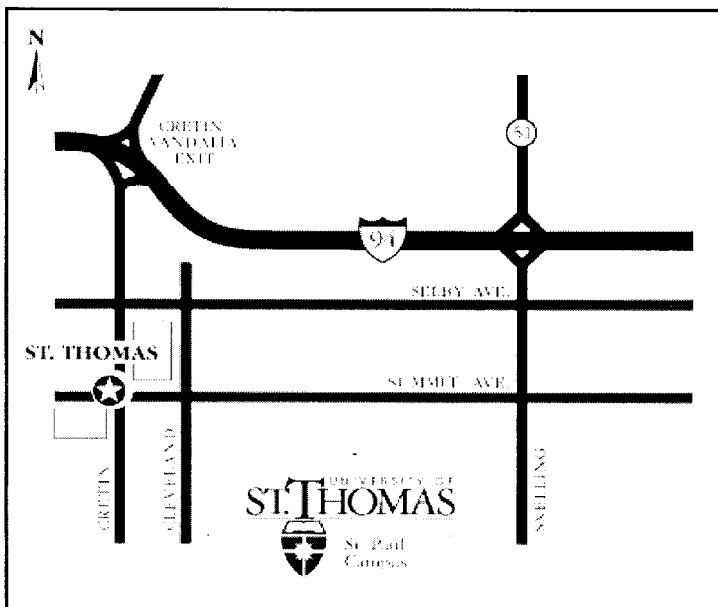 N
CRETIN
VANDALIA
EXIT
51
94
SELBY AVE.
ST. THOMAS
SUMMIT AVE.
CRETIN
CLEVELAND
SNELLING
UNIVERSITY OF
ST. THOMAS
St. Paul
Campus